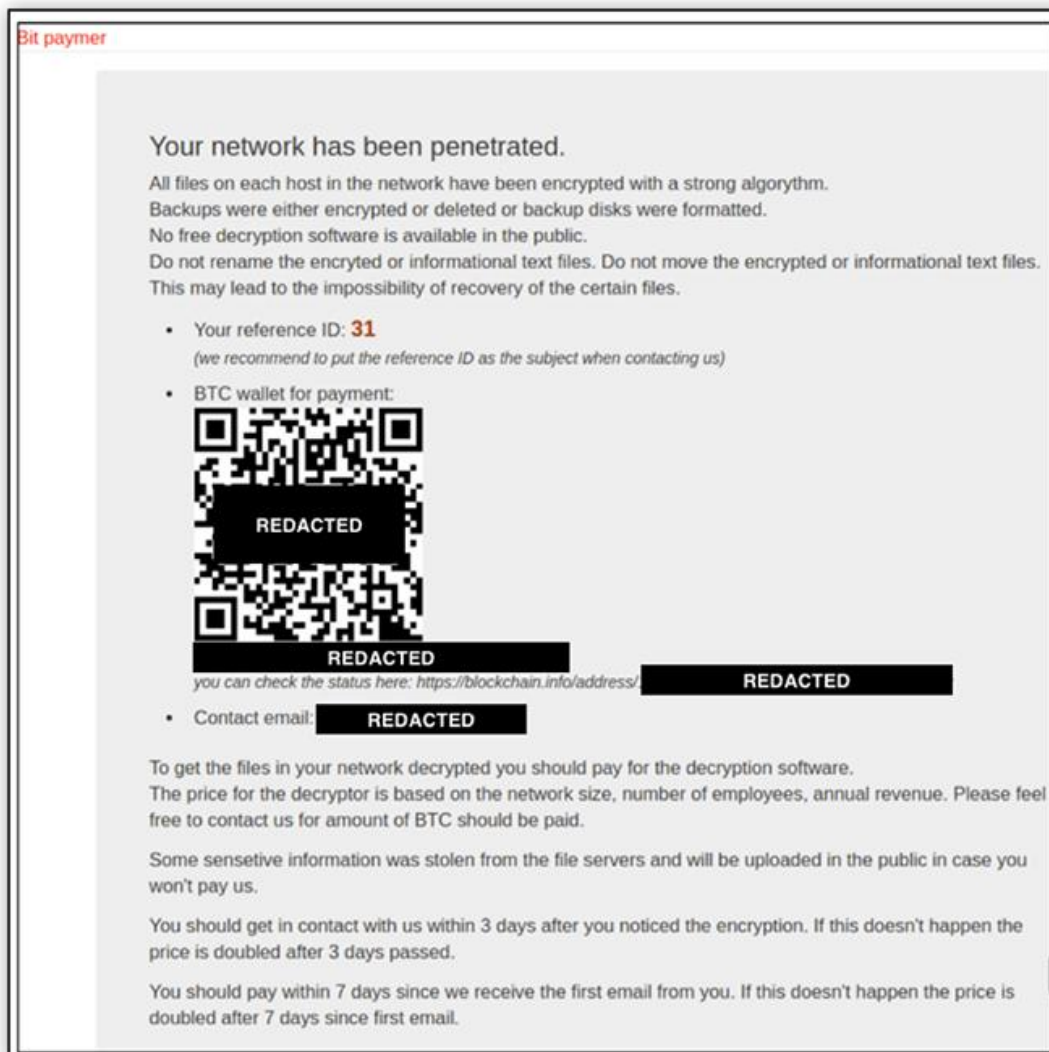 Bit paymer
Your network has been penetrated.
All files on each host in the network have been encrypted with a strong algorythm.
Backups were either encrypted or deleted or backup disks were formatted.
No free decryption software is available in the public.
Do not rename the encryted or informational text files. Do not move the encrypted or informational text files.
This may lead to the impossibility of recovery of the certain files.
• Your reference ID: 31
(we recommend to put the reference ID as the subject when contacting us)
• BTC wallet for payment:
REDACTED
REDACTED
you can check the status here: https://blockchain.info/address/ REDACTED
• Contact email: REDACTED
To get the files in your network decrypted you should pay for the decryption software.
The price for the decryptor is based on the network size, number of employees, annual revenue. Please feel
free to contact us for amount of BTC should be paid.
Some sensetive information was stolen from the file servers and will be uploaded in the public in case you
won't pay us.
You should get in contact with us within 3 days after you noticed the encryption. If this doesn't happen the
price is doubled after 3 days passed.
You should pay within 7 days since we receive the first email from you. If this doesn't happen the price is
doubled after 7 days since first email.